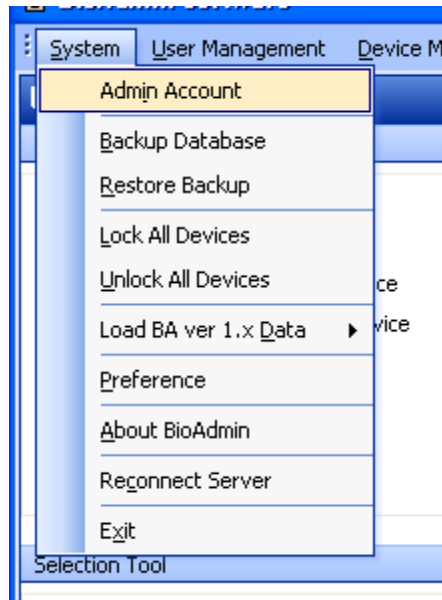 System User Management Device M
Admin Account
Backup Database
Restore Backup
Lock All Devices
Unlock All Devices
ce
Load BA ver 1.x Data
vice
Preference
About BioAdmin
Reconnect Server
Exit
Selection Tool